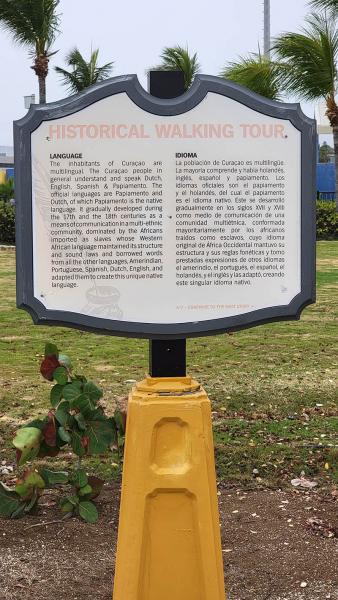 HISTORICAL WALKING TOUR
LANGUAGE
The inhabitants of Curaçao are
multilingual. The Curaçao people in
general understand and speak Dutch,
English, Spanish & Papiamento. The
official languages are Papiamento and
Dutch, of which Papiamento is the native
language. It gradually developed during
the 17th and the 18th centuries as a
means of communication in a multi-ethnic
community, dominated by the Africans
imported as slaves whose Western
African language maintained its structure
and sound laws and borrowed words
from all the other languages, Amerindian,
Portuguese, Spanish, Dutch, English, and
adapted them to create this unique native
language.
IDIOMA
La población de Curaçao es multilingüe.
La mayoría comprende y habla holandés,
inglés, español y papiamento. Los
idiomas oficiales son el papiamento y
el holandés, del cual el papiamento
es el idioma nativo. Este se desarolló
gradualmente en los siglos XVII y XVIII
como medio de comunicación de una
comunidad multiétnica, conformada
mayoritariamente por los africanos
traídos como esclavos, cuyo idioma
original de África Occidental mantuvo su
estructura y sus reglas fonéticas y tomo
prestadas expresiones de otros idiomas
el amerindio, el portugués, el español, el
holandés, y el inglés y las adaptó, creando
este singular idioma nativo.
CONTINUE TO THE NEXT